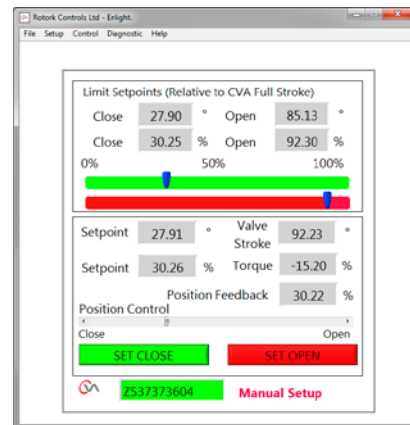 Rotork Controls Ltd - Enlight.
File Setup Control Diagnostic Help
Limit Setpoints (Relative to CVA Full Stroke)
Close 27.90 ° Open 85.13 °
Close 30.25 % Open 92.30 %
0% 50% 100%
Setpoint 27.91 ° Valve Stroke 92.23 °
Setpoint 30.26 % Torque -15.20 %
Position Feedback 30.22 %
Position Control
Close Open
SET CLOSE SET OPEN
Z537373604 Manual Setup